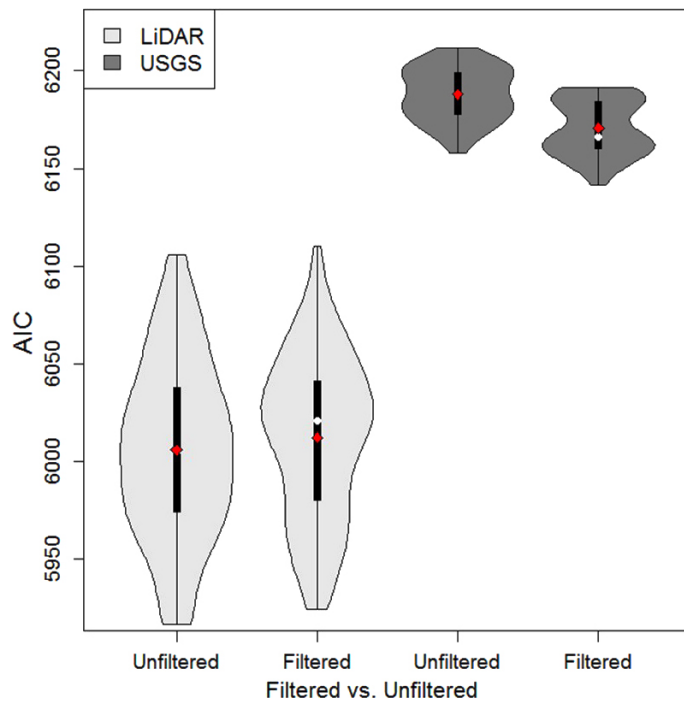 LiDAR
USGS
6200
6150
6100
6050
6000
5950
AIC
Unfiltered Filtered Unfiltered Filtered
Filtered vs. Unfiltered